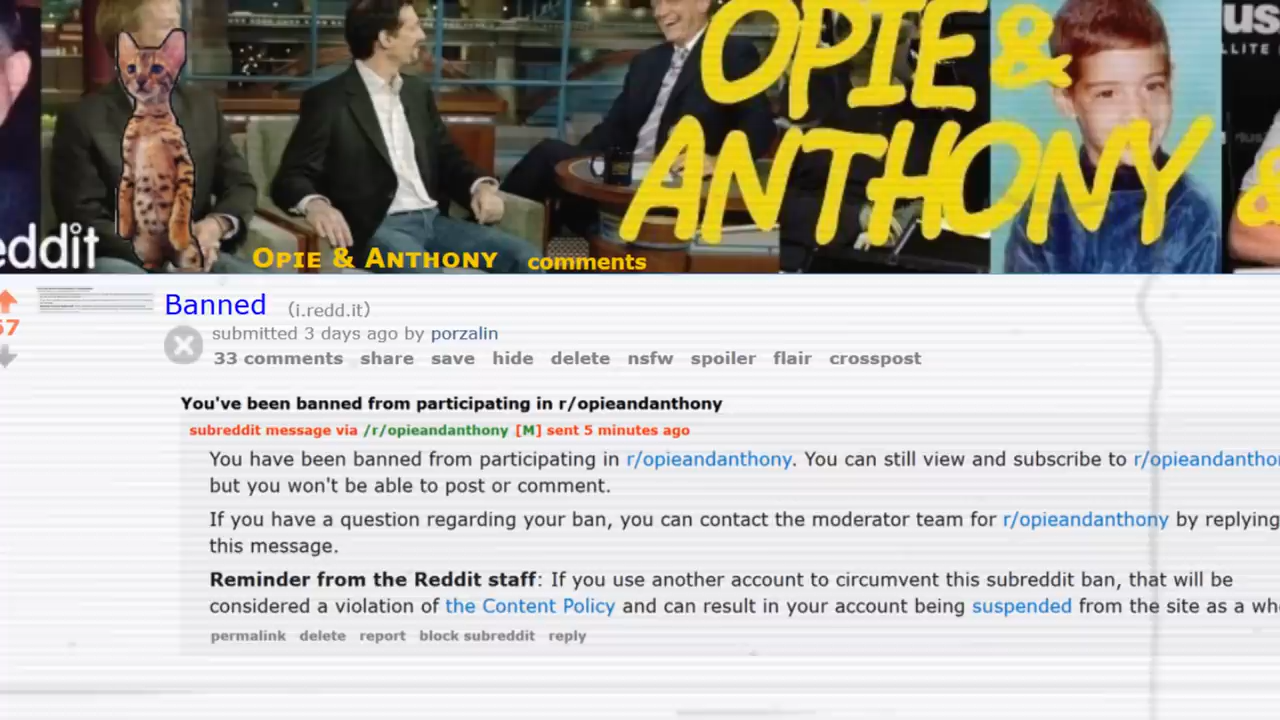 OPIE &
ANTHONY &
eddit
OPIE & ANTHONY comments
Banned (i.redd.it)
57
submitted 3 days ago by porzalin
33 comments share save hide delete nsfw spoiler flair crosspost
You've been banned from participating in r/opieandanthony
subreddit message via /r/opieandanthony [M] sent 5 minutes ago
You have been banned from participating in r/opieandanthony. You can still view and subscribe to r/opieandantho
but you won't be able to post or comment.
If you have a question regarding your ban, you can contact the moderator team for r/opieandanthony by replying
this message.
Reminder from the Reddit staff: If you use another account to circumvent this subreddit ban, that will be
considered a violation of the Content Policy and can result in your account being suspended from the site as a wh
permalink delete report block subreddit reply